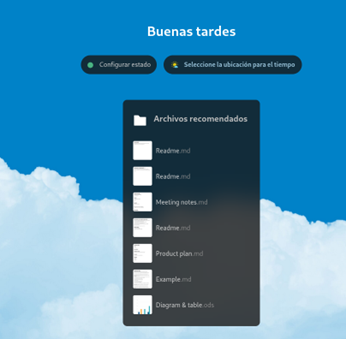 Buenas tardes
Configurar estado
Seleccione la ubicación para el tiempo
Archivos recomendados
Readme.md
Readme.md
Meeting notes.md
Readme.md
Product plan.md
Example.md
Diagram & table.ods